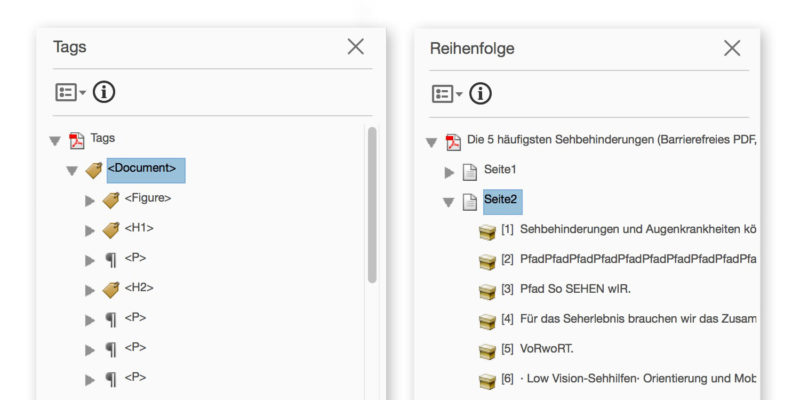 Tags
Tags
<Document>
<Figure>
<H1>
<P>
<H2>
<P>
<P>
<P>
Reihenfolge
Die 5 häufigsten Sehbehinderungen (Barrierefreies PDF,
Seite1
Seite2
[1] Sehbehinderungen und Augenkrankheiten kö
[2] PfadPfadPfadPfadPfadPfadPfadPfadPfadPfa
[3] Pfad So SEHEN wIR.
[4] Für das Seherlebnis brauchen wir das Zusam
[5] VoRwoRT.
[6] · Low Vision-Sehhilfen· Orientierung und Mob